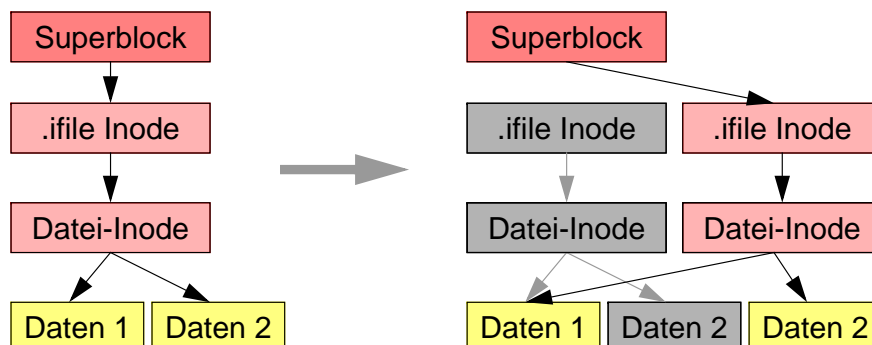 Superblock
.ifile Inode
Datei-Inode
Daten 1 Daten 2
Superblock
.ifile Inode .ifile Inode
Datei-Inode Datei-Inode
Daten 1 Daten 2 Daten 2